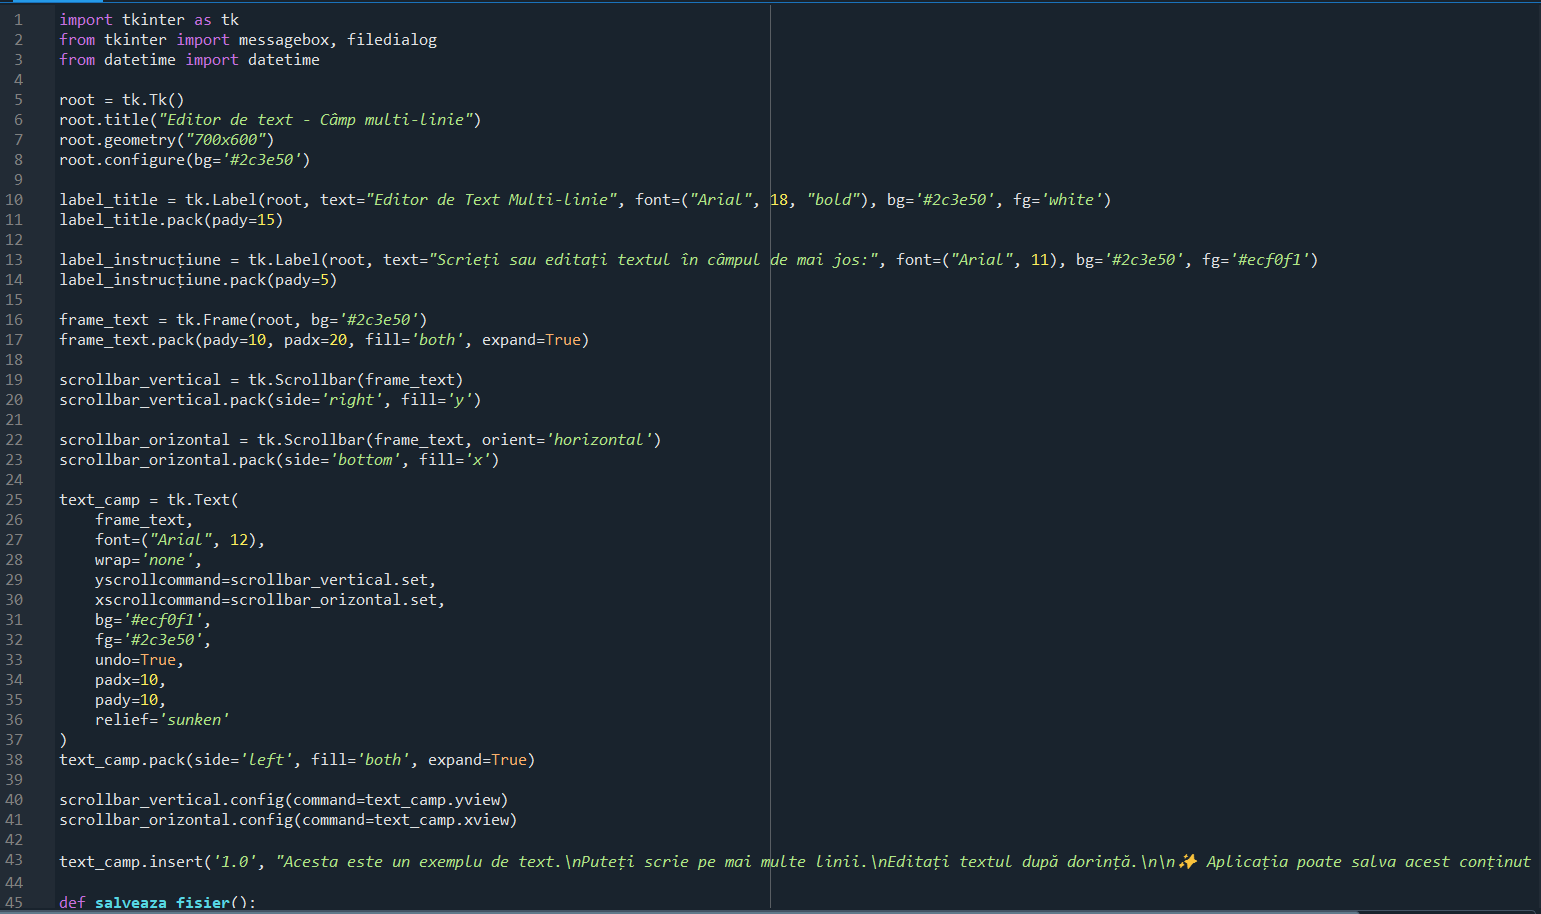 1 import tkinter as tk
2 from tkinter import messagebox, filedialog
3 from datetime import datetime
4
5 root = tk.Tk()
6 root.title("Editor de text - Câmp multi-linie")
7 root.geometry("700x600")
8 root.configure(bg='#2c3e50')
9
10 label_title = tk.Label(root, text="Editor de Text Multi-linie", font=("Arial", 18, "bold"), bg='#2c3e50', fg='white')
11 label_title.pack(pady=15)
12
13 label_instrucțiune = tk.Label(root, text="Scrieți sau editați textul în câmpul de mai jos:", font=("Arial", 11), bg='#2c3e50', fg='#ecf0f1')
14 label_instrucțiune.pack(pady=5)
15
16 frame_text = tk.Frame(root, bg='#2c3e50')
17 frame_text.pack(pady=10, padx=20, fill='both', expand=True)
18
19 scrollbar_vertical = tk.Scrollbar(frame_text)
20 scrollbar_vertical.pack(side='right', fill='y')
21
22 scrollbar_orizontal = tk.Scrollbar(frame_text, orient='horizontal')
23 scrollbar_orizontal.pack(side='bottom', fill='x')
24
25 text_camp = tk.Text(
26     frame_text,
27     font=("Arial", 12),
28     wrap='none',
29     yscrollcommand=scrollbar_vertical.set,
30     xscrollcommand=scrollbar_orizontal.set,
31     bg='#ecf0f1',
32     fg='#2c3e50',
33     undo=True,
34     padx=10,
35     pady=10,
36     relief='sunken'
37 )
38 text_camp.pack(side='left', fill='both', expand=True)
39
40 scrollbar_vertical.config(command=text_camp.yview)
41 scrollbar_orizontal.config(command=text_camp.xview)
42
43 text_camp.insert('1.0', "Acesta este un exemplu de text.\nPuteți scrie pe mai multe linii.\nEditați textul după dorință.\n\n✨ Aplicația poate salva acest conținut
44
45 def salveaza_fisier():